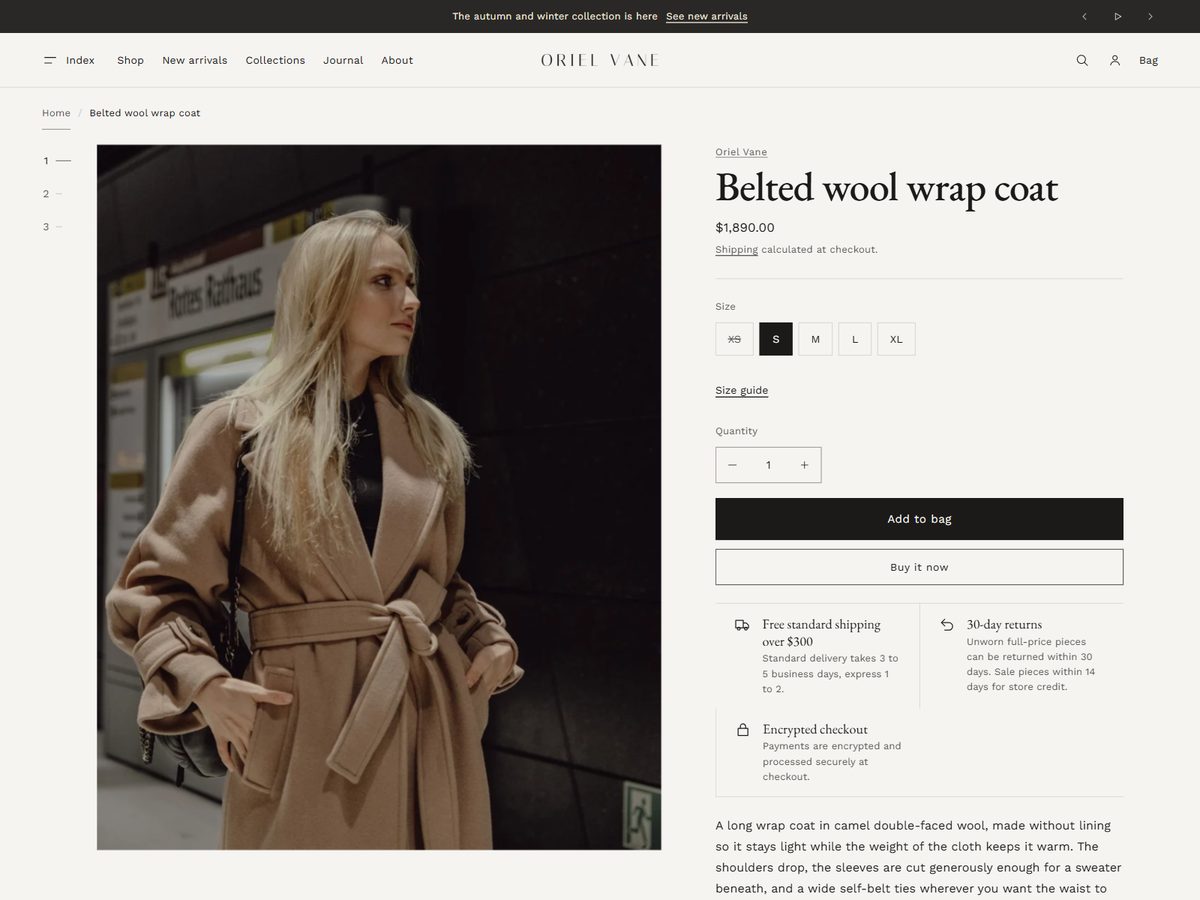 The autumn and winter collection is here See new arrivals
Index Shop New arrivals Collections Journal About
ORIEL VANE
Bag
Home / Belted wool wrap coat
1
2
3
Rotes Rathaus
Oriel Vane
Belted wool wrap coat
$1,890.00
Shipping calculated at checkout.
Size
XS S M L XL
Size guide
Quantity
− 1 +
Add to bag
Buy it now
Free standard shipping
over $300
Standard delivery takes 3 to
5 business days, express 1
to 2.
30-day returns
Unworn full-price pieces
can be returned within 30
days. Sale pieces within 14
days for store credit.
Encrypted checkout
Payments are encrypted and
processed securely at
checkout.
A long wrap coat in camel double-faced wool, made without lining
so it stays light while the weight of the cloth keeps it warm. The
shoulders drop, the sleeves are cut generously enough for a sweater
beneath, and a wide self-belt ties wherever you want the waist to